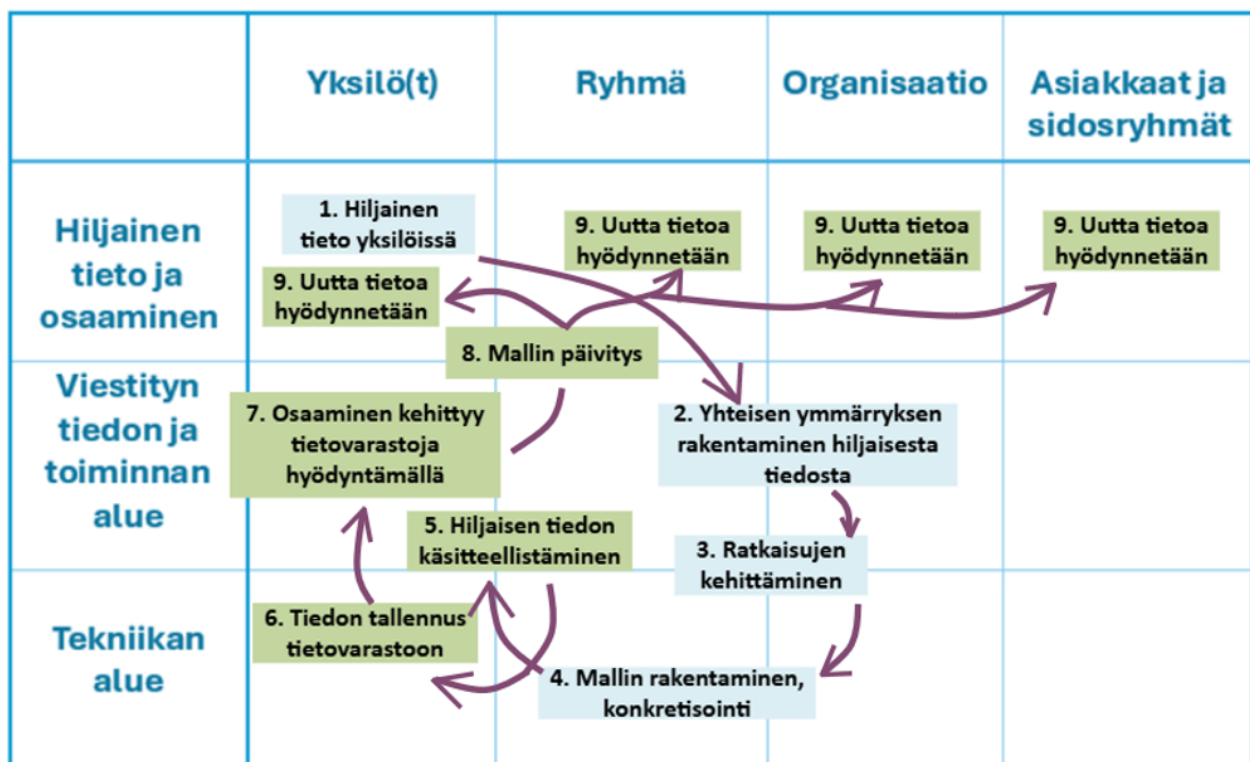 Yksilö(t)
Ryhmä
Organisaatio
Asiakkaat ja
sidosryhmät
Hiljainen
tieto ja
osaaminen
1. Hiljainen
tieto yksilöissä
9. Uutta tietoa
hyödynnetään
9. Uutta tietoa
hyödynnetään
9. Uutta tietoa
hyödynnetään
9. Uutta tietoa
hyödynnetään
8. Mallin päivitys
Viestityn
tiedon ja
toiminnan
alue
7. Osaaminen kehittyy
tietovarastoja
hyödyntämällä
2. Yhteisen ymmärryksen
rakentaminen hiljaisesta
tiedosta
5. Hiljaisen tiedon
käsitteellistäminen
3. Ratkaisujen
kehittäminen
Tekniikan
alue
6. Tiedon tallennus
tietovarastoon
4. Mallin rakentaminen,
konkretisointi